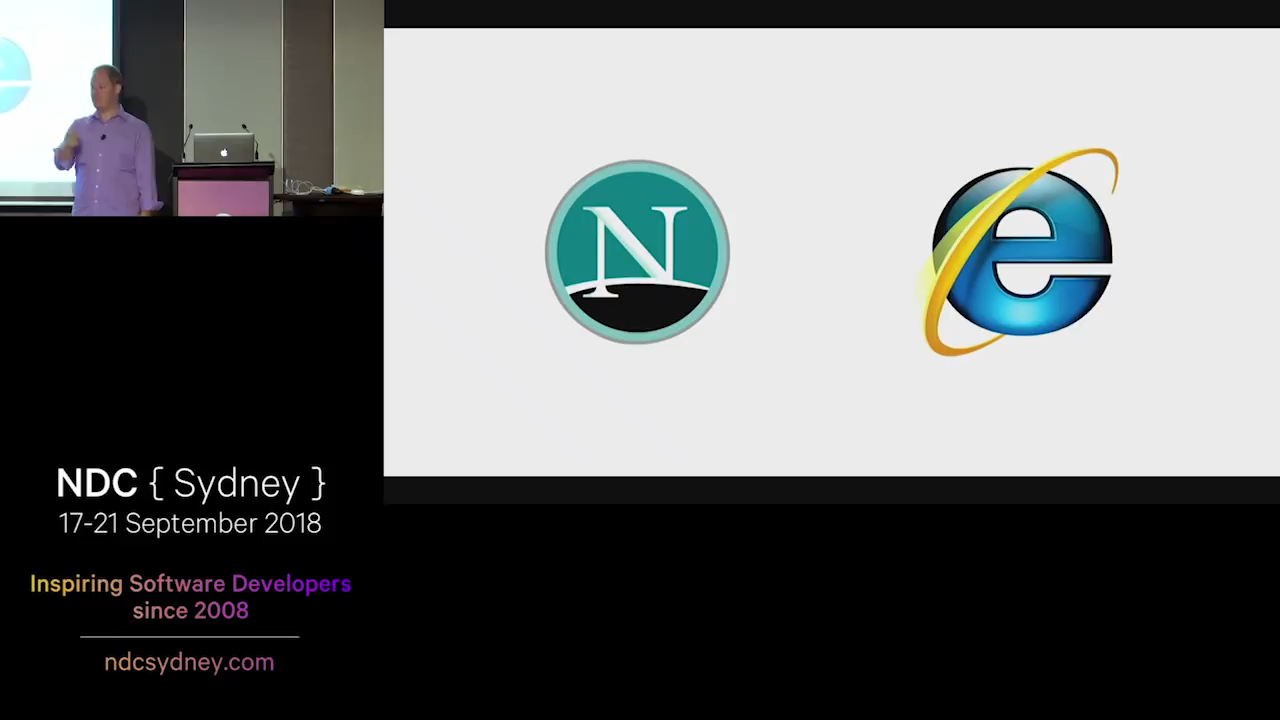 N
e
NDC { Sydney }
17-21 September 2018
Inspiring Software Developers
since 2008
ndcsydney.com